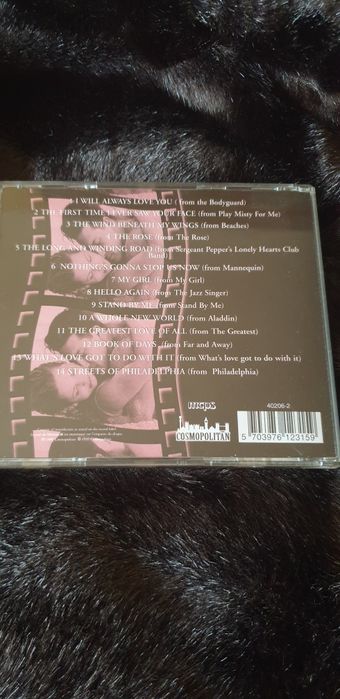 1 I WILL ALWAYS LOVE YOU ( from the Bodyguard)
2 THE FIRST TIME I EVER SAW YOUR FACE (from Play Misty For Me)
3 THE WIND BENEATH MY WINGS (from Beaches)
4 THE ROSE (from The Rose)
5 THE LONG AND WINDING ROAD (from Sergeant Pepper's Lonely Hearts Club
Band)
6 NOTHING'S GONNA STOP US NOW (from Mannequin)
7 MY GIRL (from My Girl)
8 HELLO AGAIN (from The Jazz Singer)
9 STAND BY ME (from Stand By Me)
10 A WHOLE NEW WORLD (from Aladdin)
11 THE GREATEST LOVE OF ALL (from The Greatest)
12 BOOK OF DAYS (from Far and Away)
13 WHAT'S LOVE GOT TO DO WITH IT (from What's love got to do with it)
14 STREETS OF PHILADELPHIA (from Philadelphia)
mcps
40206-2
COSMOPOLITAN
5 703976 123159